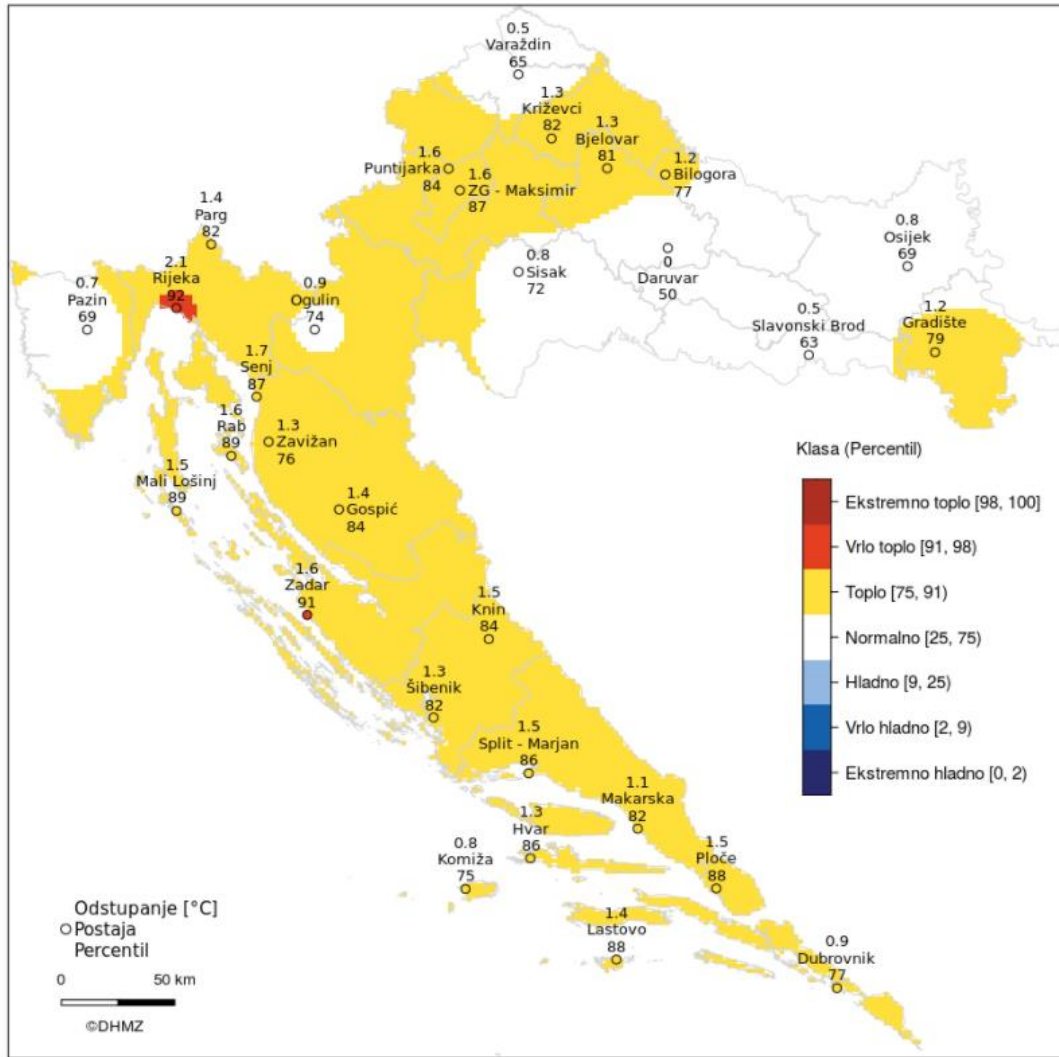 0.5
Varaždin
65
1.3
Križevci
82
1.3
Bjelovar
81
1.6
Puntijarka
84
1.6
ZG - Maksimir
87
1.2
Bilogora
77
1.4
Parg
82
2.1
Rijeka
92
0.7
Pazin
69
0.9
Ogulin
74
0.8
Sisak
72
0
Daruvar
50
0.8
Osijek
69
0.5
Slavonski Brod
63
1.2
Gradište
79
1.7
Senj
87
1.6
Rab
89
1.3
Zavižan
76
1.5
Mali Lošinj
89
1.4
Gospić
84
1.6
Zadar
91
1.5
Knin
84
1.3
Šibenik
82
1.5
Split - Marjan
86
1.1
Makarska
82
1.3
Hvar
86
0.8
Komiža
75
1.5
Ploče
88
1.4
Lastovo
88
0.9
Dubrovnik
77
Klasa (Percentil)
Ekstremno toplo [98, 100]
Vrlo toplo [91, 98)
Toplo [75, 91)
Normalno [25, 75)
Hladno [9, 25)
Vrlo hladno [2, 9)
Ekstremno hladno [0, 2)
Odstupanje [°C]
Postaja
Percentil
0 50 km
©DHMZ